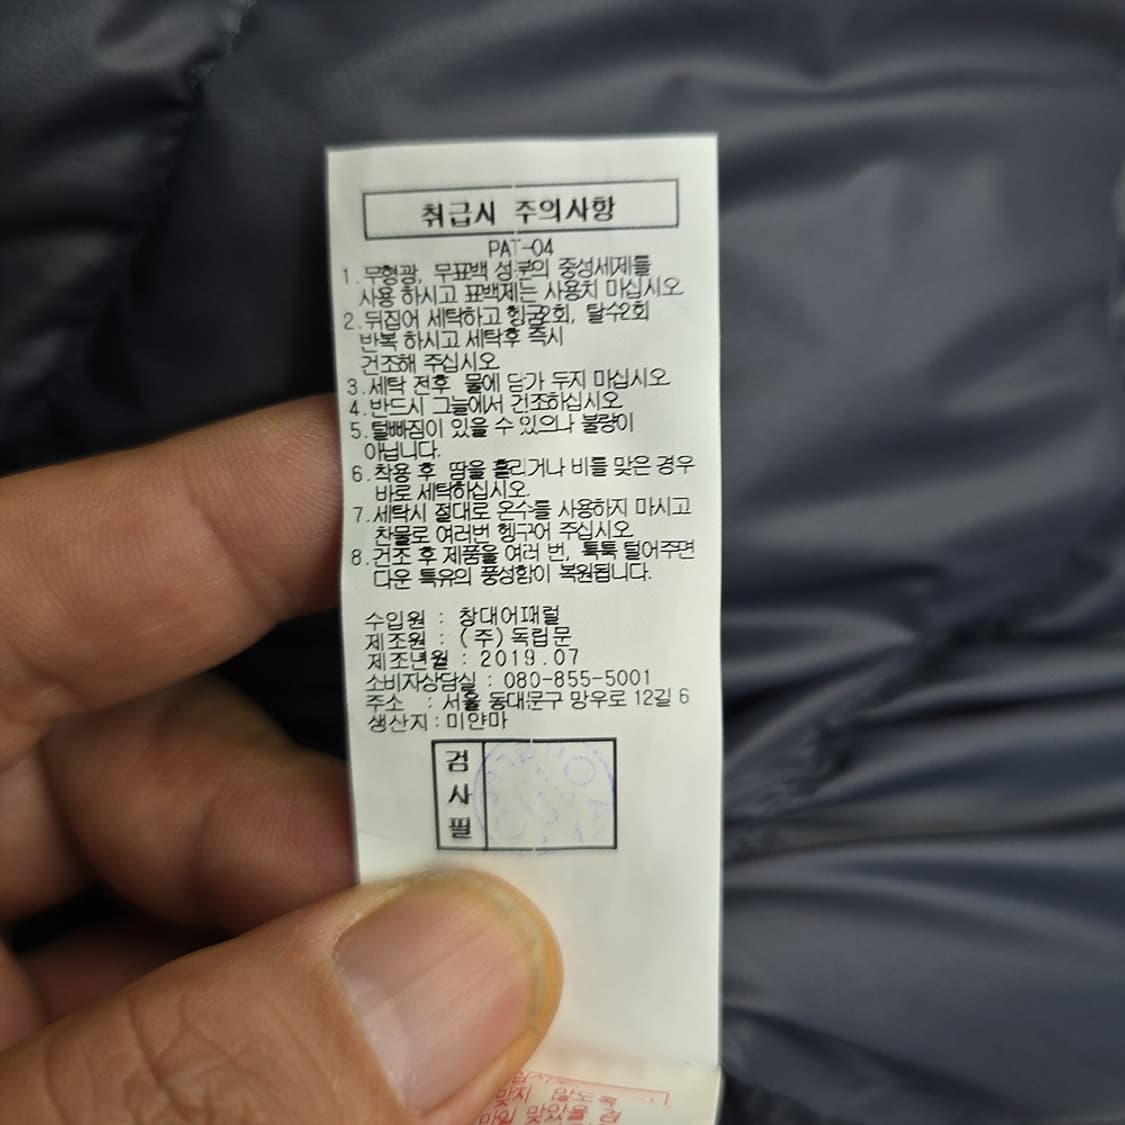 취급시 주의사항
PAT-04
1.무형광, 무표백 성분의 중성세제를
사용 하시고 표백제는 사용치 마십시오
2.뒤집어 세탁하고 헹굼2회, 탈수2회
반복 하시고 세탁후 즉시
건조해 주십시오
3.세탁 전후 물에 담가 두지 마십시오
4.반드시 그늘에서 건조하십시오
5.털빠짐이 있을 수 있으나 불량이
아닙니다.
6.착용 후 땀을 흘리거나 비를 맞은 경우
바로 세탁하십시오.
7.세탁시 절대로 온수를 사용하지 마시고
찬물로 여러번 헹구어 주십시오
8.건조 후 제품을 여러 번, 툭툭 털어주면
다운 특유의 풍성함이 복원됩니다.
수입원 : 창대어패럴
제조원 : (주)독립문
제조년월 : 2019.07
소비자상담실 : 080-855-5001
주소 : 서울 동대문구 망우로 12길 6
생산지:미얀마
검
사
필
맞지 않도록
맞았을 경